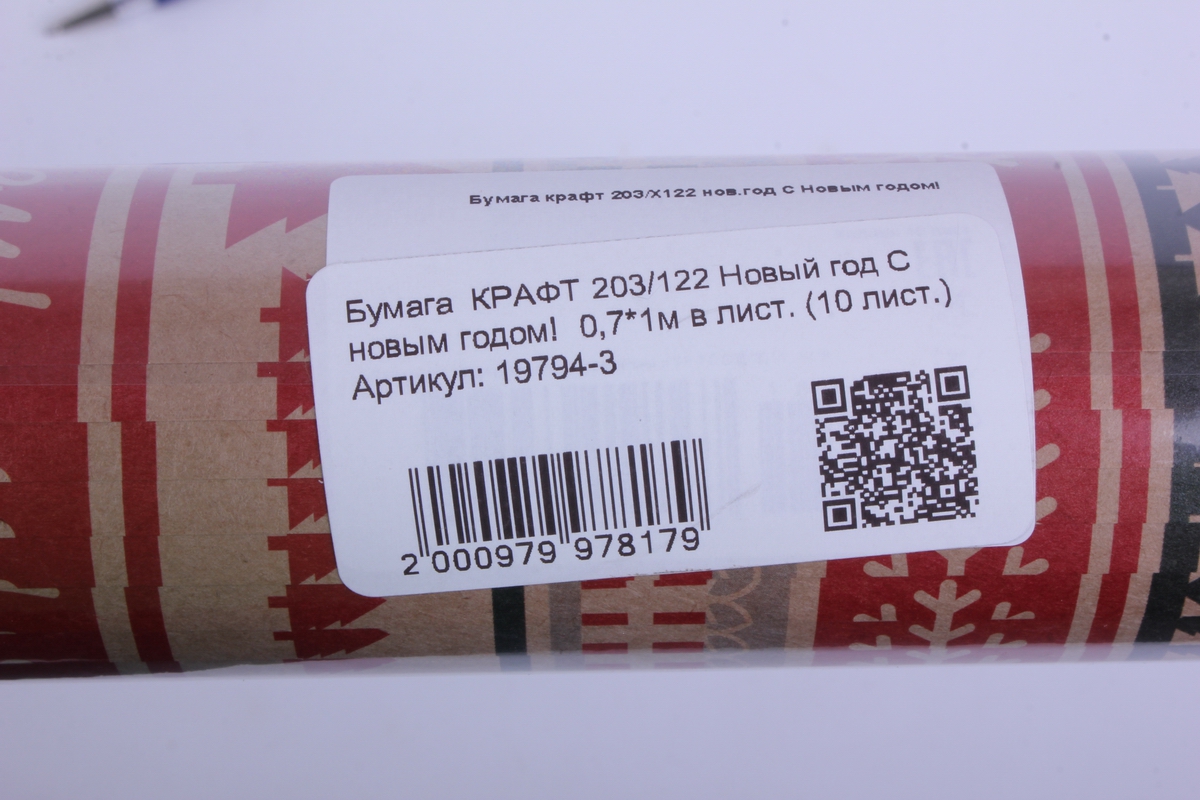 Бумага крафт 203/X122 нов.год С Новым годом!
Бумага КРАФТ 203/122 Новый год С
новым годом! 0,7*1м в лист. (10 лист.)
Артикул: 19794-3
2 000979 978179